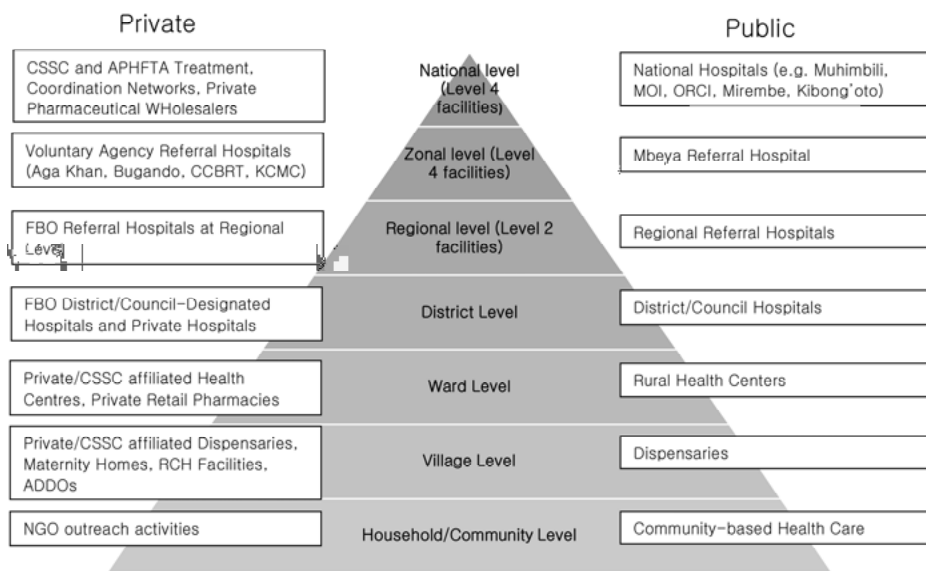 Private
Public
CSSC and APHFTA Treatment,
Coordination Networks, Private
Pharmaceutical WHolesalers
National level
(Level 4
facilities)
National Hospitals (e.g. Muhimbili,
MOI, ORCI, Mirembe, Kibong'oto)
Voluntary Agency Referral Hospitals
(Aga Khan, Bugando, CCBRT, KCMC)
Zonal level (Level
4 facilities)
Mbeya Referral Hospital
FBO Referral Hospitals at Regional
Level
Regional level (Level 2
facilities)
Regional Referral Hospitals
FBO District/Council-Designated
Hospitals and Private Hospitals
District Level
District/Council Hospitals
Private/CSSC affiliated Health
Centres, Private Retail Pharmacies
Ward Level
Rural Health Centers
Private/CSSC affiliated Dispensaries,
Maternity Homes, RCH Facilities,
ADDOs
Village Level
Dispensaries
NGO outreach activities
Household/Community Level
Community-based Health Care